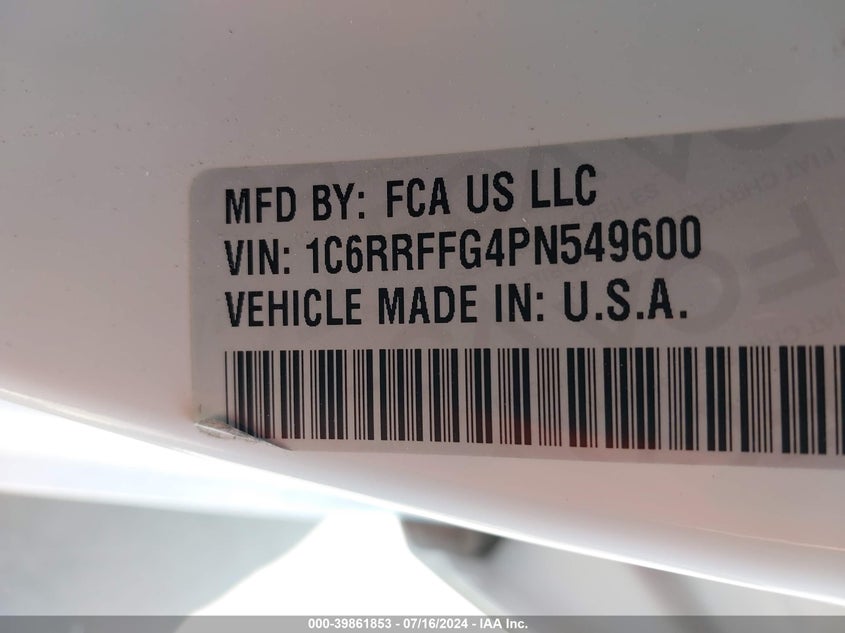 MFD BY: FCA US LLC
VIN: 1C6RRFFG4PN549600
VEHICLE MADE IN: U.S.A.
000-39861853 - 07/16/2024 - IAA Inc.